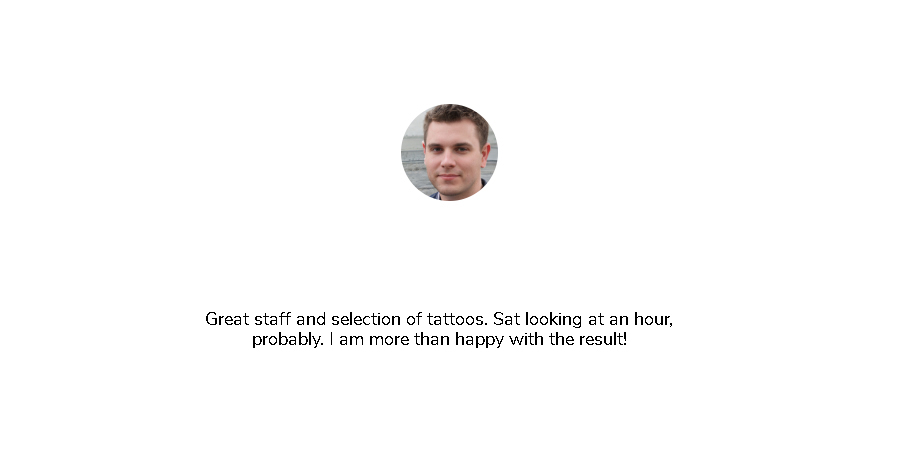 Great staff and selection of tattoos. Sat looking at an hour,
probably. I am more than happy with the result!